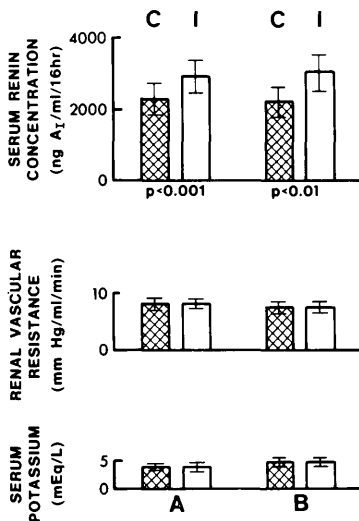 C I C I
SERUM RENIN
CONCENTRATION
(ng A_I/ml/16hr)
4000
2000
0
p<0.001 p<0.01
RENAL VASCULAR
RESISTANCE
(mm Hg/ml/min)
10
0
SERUM
POTASSIUM
(mEq/L)
5
0
A B